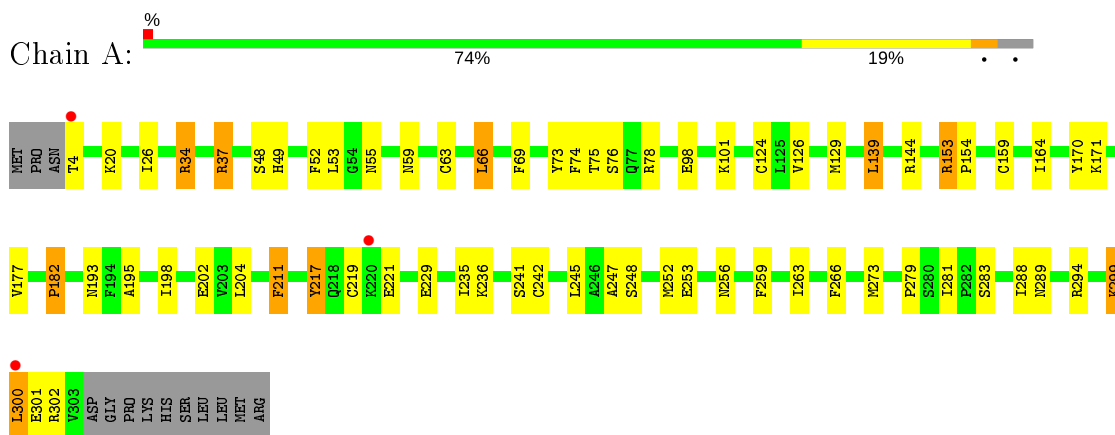 %
Chain A:
74%
19%
•
•
MET PRO ASN T4 K20 I26 R34 R37 S48 H49 F52 L53 G54 N55 N59 C63 L66 F69 Y73 F74 T75 S76 Q77 R78 E98 K101 C124 L125 V126 M129 L139 R144 R153 P154 C159 I164 Y170 K171
V177 P182 N193 F194 A195 I198 E202 V203 L204 F211 Y217 Q218 C219 K220 E221 E229 I235 K236 S241 C242 L245 A246 A247 S248 M252 E253 N256 F259 I263 F266 M273 P279 S280 I281 P282 S283 I288 N289 R294 K299
L300 E301 R302 V303 ASP GLY PRO LYS HIS SER LEU LEU MET ARG